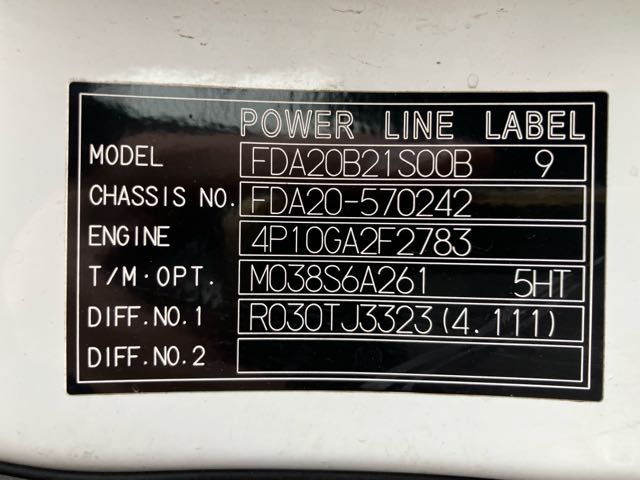 POWER LINE LABEL
MODEL FDA20B21S00B 9
CHASSIS NO. FDA20-570242
ENGINE 4P10GA2F2783
T/M·OPT. M038S6A261 5HT
DIFF.NO.1 R030TJ3323(4.111)
DIFF.NO.2